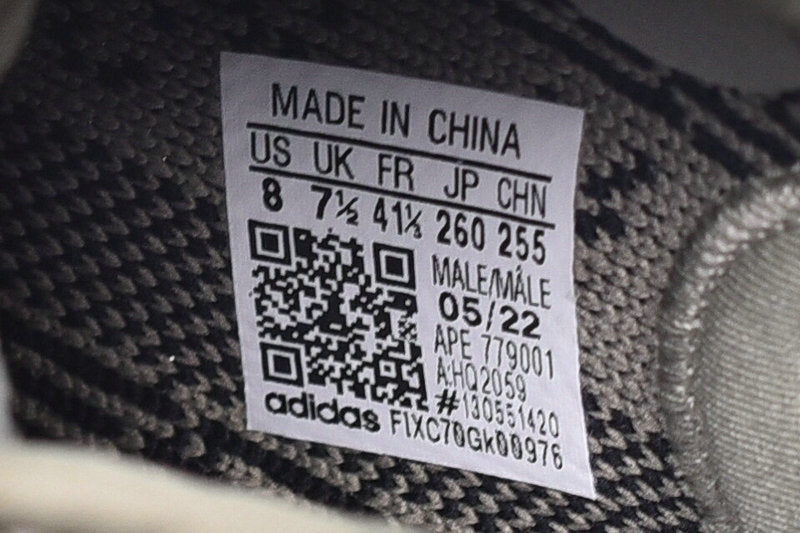 MADE IN CHINA
US UK FR JP CHN
8 7½ 41⅓ 260 255
MALE/MÂLE
05/22
APE 779001
A:HQ2059
#130551420
adidas F1XC70Gk00976